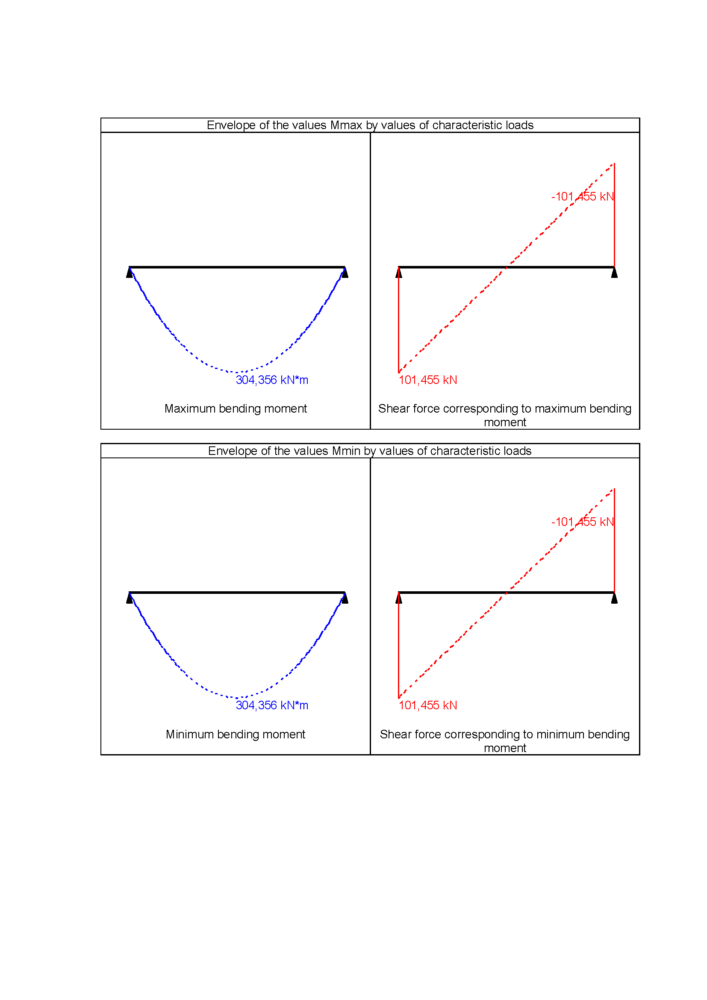 Envelope of the values Mmax by values of characteristic loads
-101,455 kN
304,356 kN*m
101,455 kN
Maximum bending moment
Shear force corresponding to maximum bending
moment
Envelope of the values Mmin by values of characteristic loads
-101,455 kN
304,356 kN*m
101,455 kN
Minimum bending moment
Shear force corresponding to minimum bending
moment